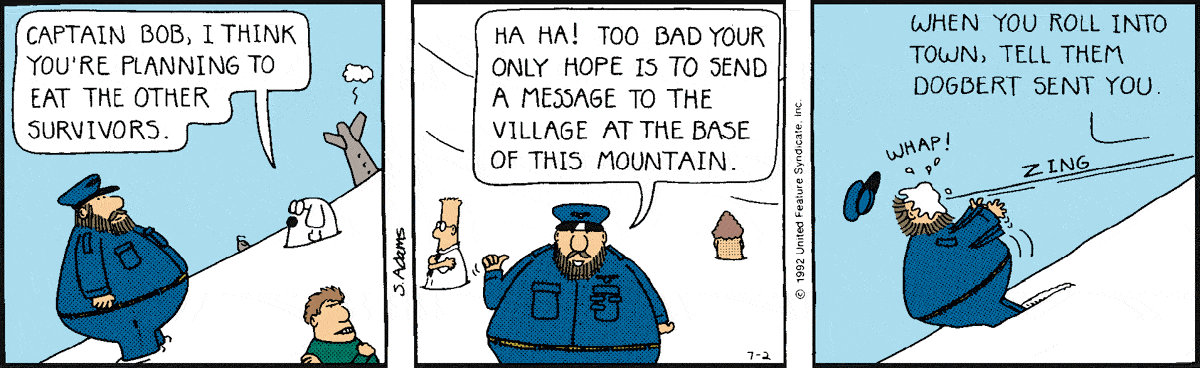 CAPTAIN BOB, I THINK
YOU'RE PLANNING TO
EAT THE OTHER
SURVIVORS.
S. Adams
HA HA! TOO BAD YOUR
ONLY HOPE IS TO SEND
A MESSAGE TO THE
VILLAGE AT THE BASE
OF THIS MOUNTAIN.
7-2
© 1992 United Feature Syndicate, Inc.
WHEN YOU ROLL INTO
TOWN, TELL THEM
DOGBERT SENT YOU.
WHAP!
ZING